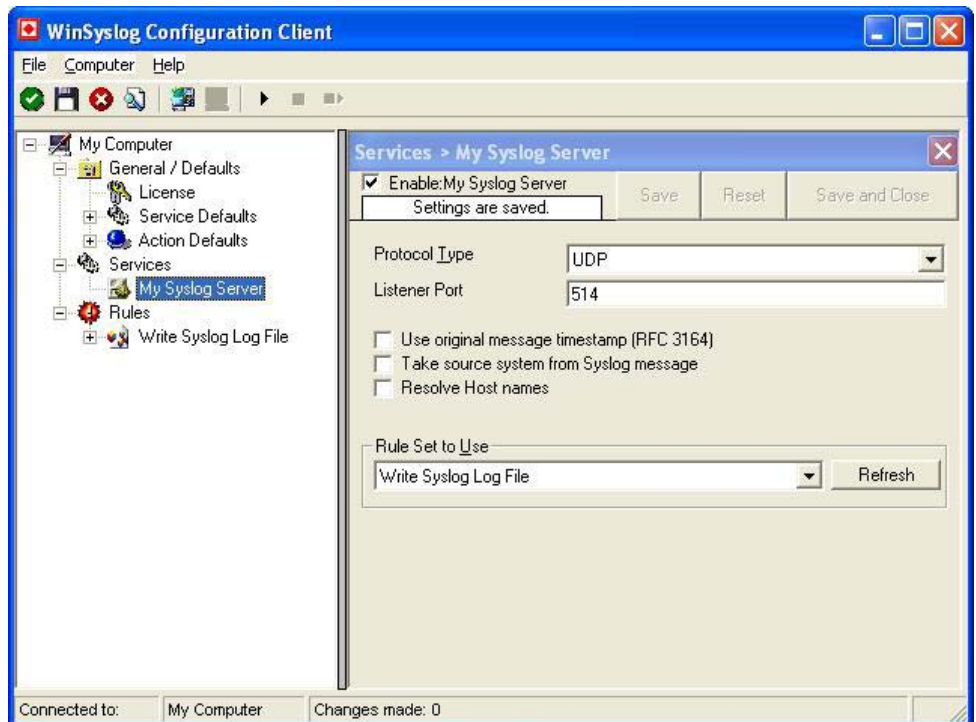 WinSyslog Configuration Client
File Computer Help
My Computer
General / Defaults
License
Service Defaults
Action Defaults
Services
My Syslog Server
Rules
Write Syslog Log File
Services > My Syslog Server
Enable:My Syslog Server
Settings are saved.
Save
Reset
Save and Close
Protocol Type
UDP
Listener Port
514
Use original message timestamp (RFC 3164)
Take source system from Syslog message
Resolve Host names
Rule Set to Use
Write Syslog Log File
Refresh
Connected to: My Computer Changes made: 0